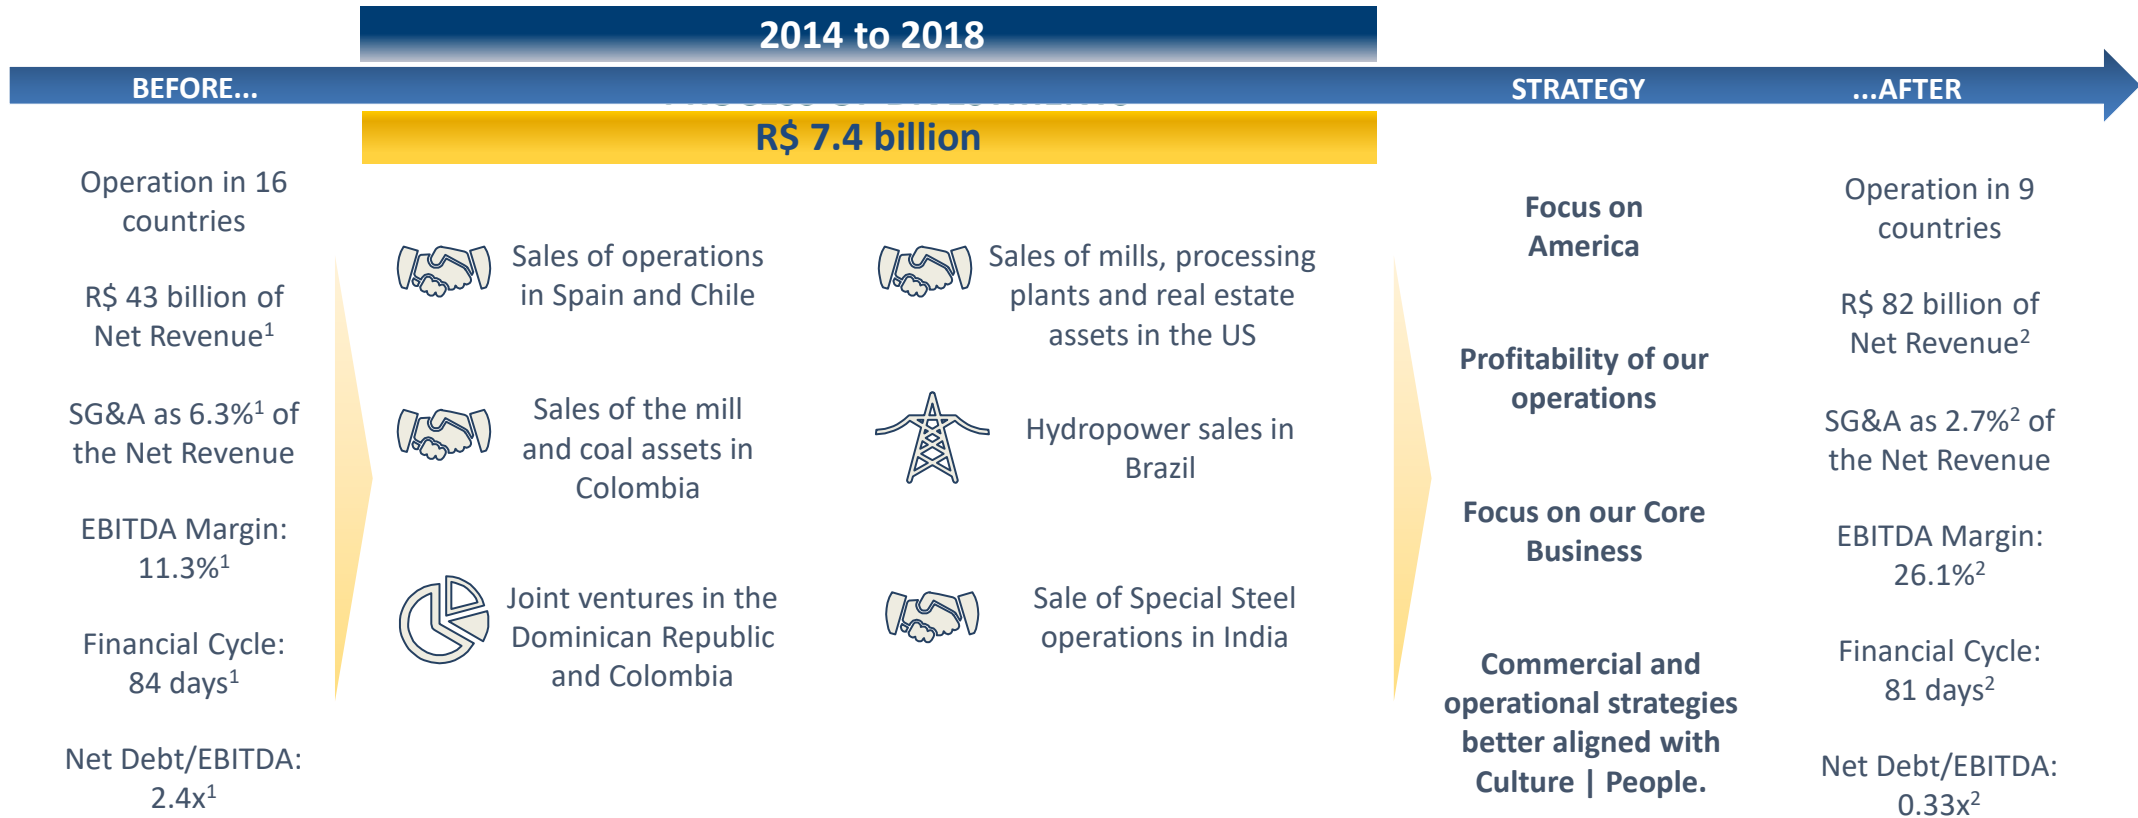 2014 to 2018
BEFORE...
STRATEGY
...AFTER
R$ 7.4 billion
Operation in 16
countries
R$ 43 billion of
Net Revenue¹
SG&A as 6.3%¹ of
the Net Revenue
EBITDA Margin:
11.3%¹
Financial Cycle:
84 days¹
Net Debt/EBITDA:
2.4x¹
Sales of operations
in Spain and Chile
Sales of the mill
and coal assets in
Colombia
Joint ventures in the
Dominican Republic
and Colombia
Sales of mills, processing
plants and real estate
assets in the US
Hydropower sales in
Brazil
Sale of Special Steel
operations in India
Focus on
America
Profitability of our
operations
Focus on our Core
Business
Commercial and
operational strategies
better aligned with
Culture | People.
Operation in 9
countries
R$ 82 billion of
Net Revenue²
SG&A as 2.7%² of
the Net Revenue
EBITDA Margin:
26.1%²
Financial Cycle:
81 days²
Net Debt/EBITDA:
0.33x²